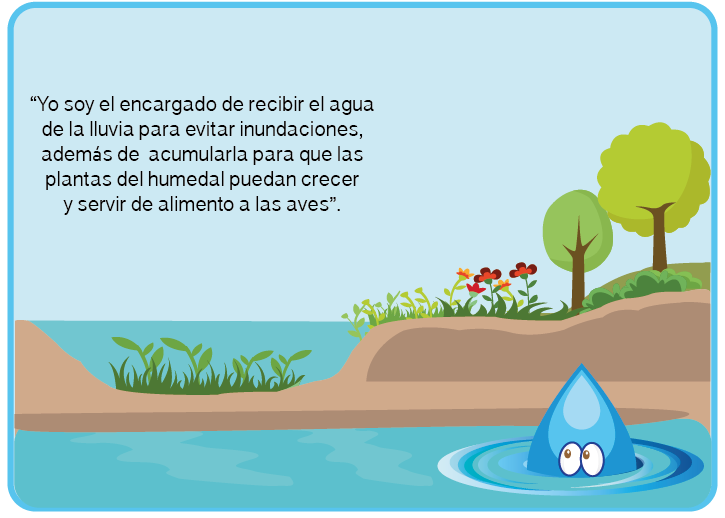 “Yo soy el encargado de recibir el agua
de la lluvia para evitar inundaciones,
además de acumularla para que las
plantas del humedal puedan crecer
y servir de alimento a las aves”.